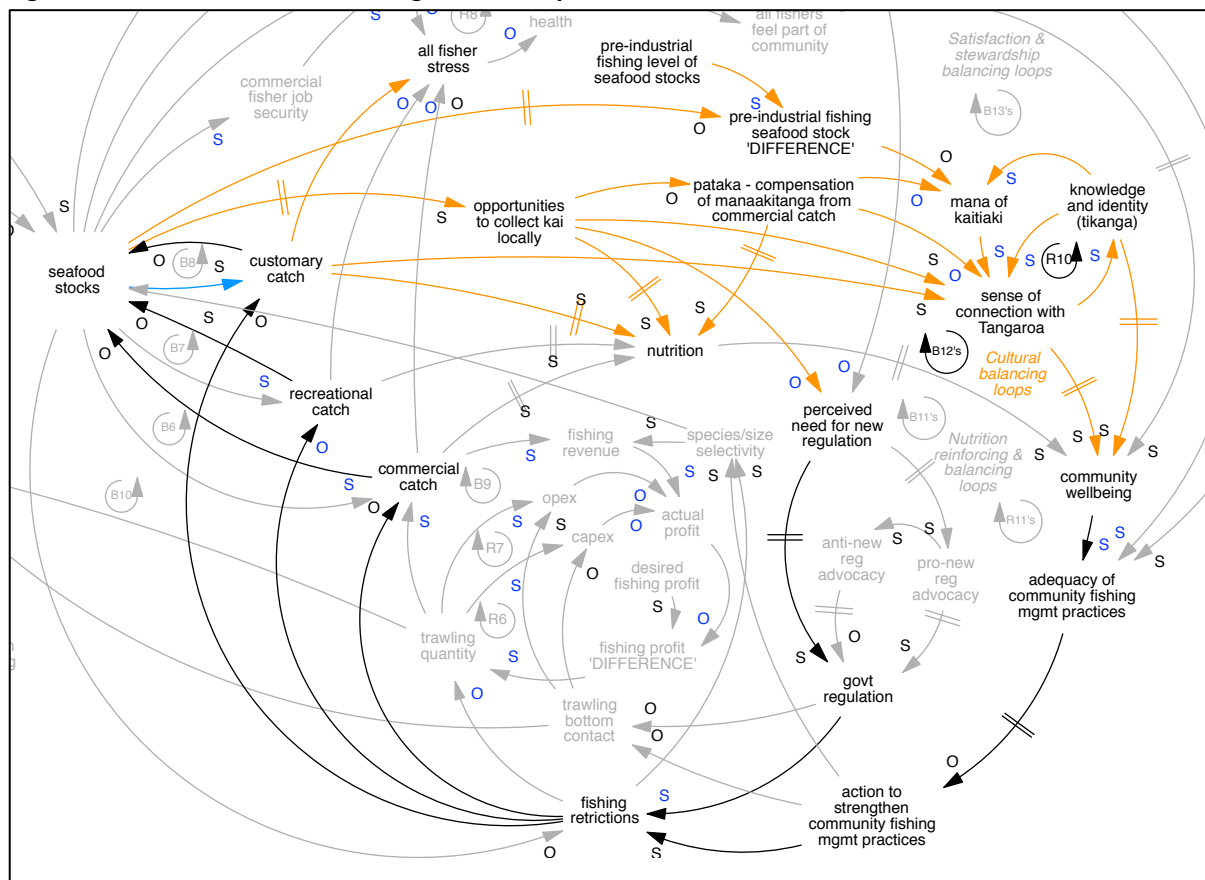 R8
health
all fishers
feel part of
community
all fisher
stress
pre-industrial
fishing level of
seafood stocks
Satisfaction &
stewardship
balancing loops
B13's
commercial
fisher job
security
pre-industrial fishing
seafood stock
'DIFFERENCE'
pataka - compensation
of manaakitanga from
commercial catch
mana of
kaitiaki
knowledge
and identity
(tikanga)
opportunities
to collect kai
locally
seafood
stocks
B8
customary
catch
R10
sense of
connection with
Tangaroa
B12's
B7
nutrition
Cultural
balancing
loops
recreational
catch
B6
perceived
need for new
regulation
B11's
fishing
revenue
species/size
selectivity
Nutrition
reinforcing &
balancing
loops
commercial
catch
B9
community
wellbeing
B10
opex
R11's
actual
profit
capex
R7
anti-new
reg
advocacy
pro-new
reg
advocacy
desired
fishing profit
adequacy of
community fishing
mgmt practices
R6
trawling
quantity
fishing profit
'DIFFERENCE'
govt
regulation
trawling
bottom
contact
fishing
retrictions
action to
strengthen
community fishing
mgmt practices
S
O